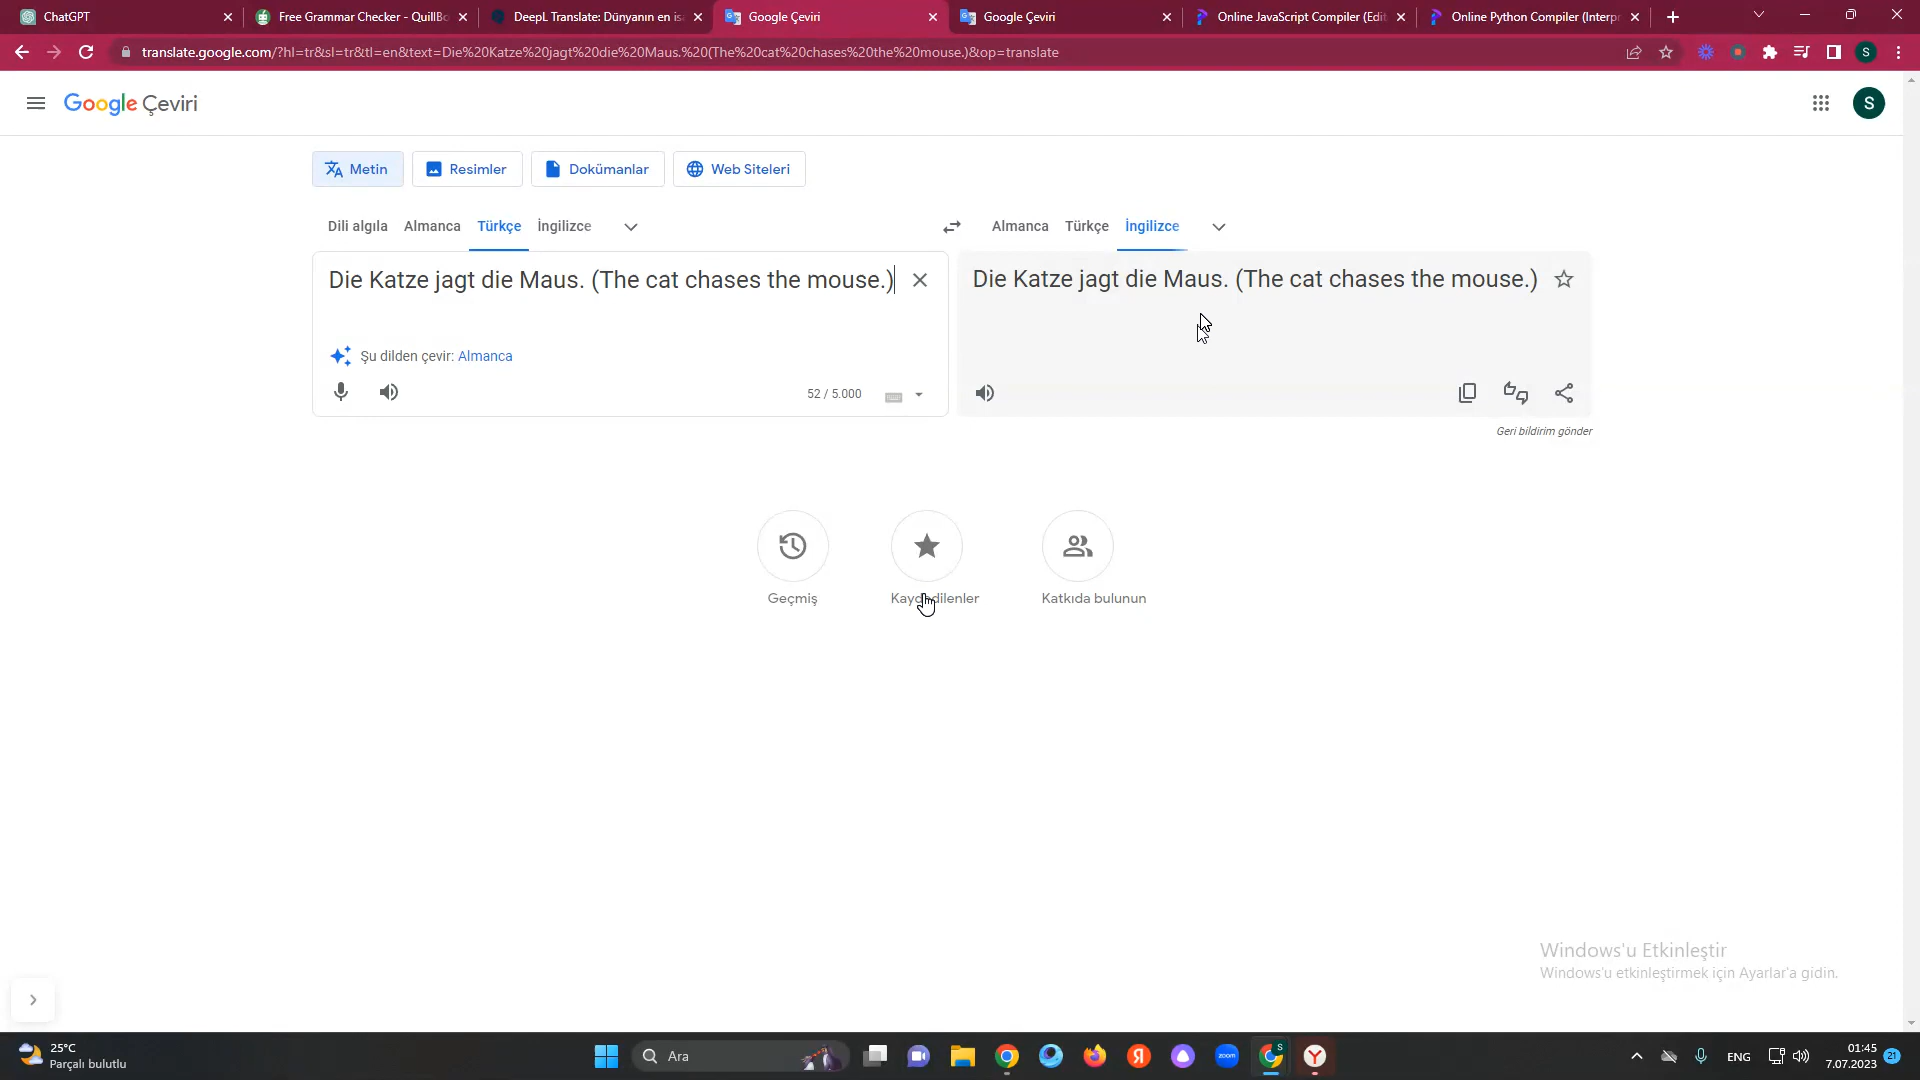 ChatGPT
Free Grammar Checker - QuillBo
DeepL Translate: Dünyanın en is
Google Çeviri
Google Çeviri
Online JavaScript Compiler (Edit
Online Python Compiler (Interpr
translate.google.com/?hl=tr&sl=tr&tl=en&text=Die%20Katze%20jagt%20die%20Maus.%20(The%20cat%20chases%20the%20mouse.)&op=translate
S
Google Çeviri
S
Metin
Resimler
Dokümanlar
Web Siteleri
Dili algıla
Almanca
Türkçe
İngilizce
Almanca
Türkçe
İngilizce
Die Katze jagt die Maus. (The cat chases the mouse.)
Die Katze jagt die Maus. (The cat chases the mouse.)
Şu dilden çevir: Almanca
52 / 5.000
Geri bildirim gönder
Geçmiş
Kaydedilenler
Katkıda bulunun
Windows'u Etkinleştir
Windows'u etkinleştirmek için Ayarlar'a gidin.
25°C
Parçalı bulutlu
Ara
zoom
S
ENG
01:45
7.07.2023
21